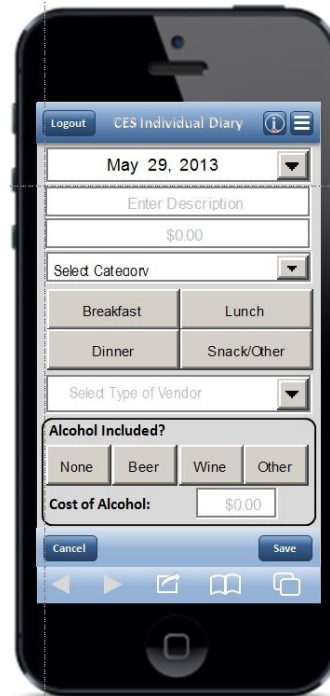 Logout CES Individual Diary
May 29, 2013
Enter Description
$0.00
Select Category
Breakfast Lunch
Dinner Snack/Other
Select Type of Vendor
Alcohol Included?
None Beer Wine Other
Cost of Alcohol: $0.00
Cancel Save